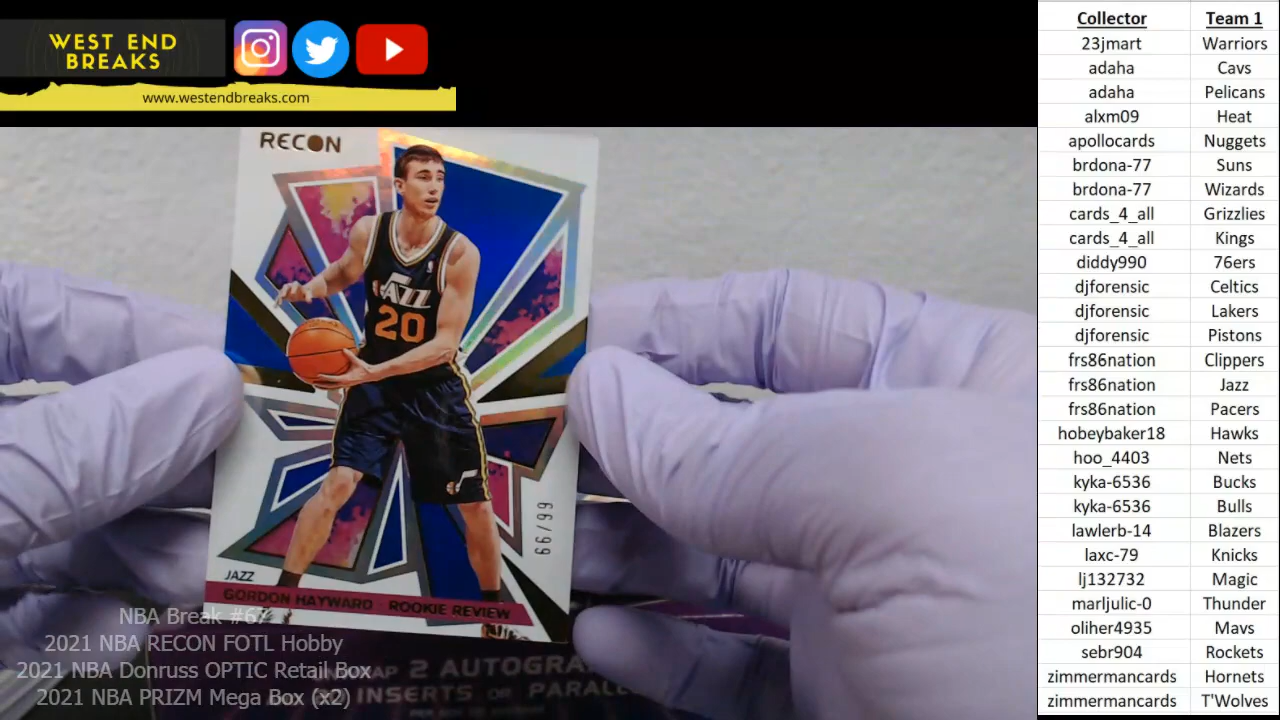 WEST END
BREAKS
www.westendbreaks.com
RECON
JAZZ
20
66/99
JAZZ
GORDON HAYWARD - ROOKIE REVIEW
NBA Break #67
2021 NBA RECON FOTL Hobby
2021 NBA Donruss OPTIC Retail Box
2021 NBA PRIZM Mega Box (x2)
2 AUTOGRA
INSERTS OR PARALL
Collector Team 1
23jmart Warriors
adaha Cavs
adaha Pelicans
alxm09 Heat
apollocards Nuggets
brdona-77 Suns
brdona-77 Wizards
cards_4_all Grizzlies
cards_4_all Kings
diddy990 76ers
djforensic Celtics
djforensic Lakers
djforensic Pistons
frs86nation Clippers
frs86nation Jazz
frs86nation Pacers
hobeybaker18 Hawks
hoo_4403 Nets
kyka-6536 Bucks
kyka-6536 Bulls
lawlerb-14 Blazers
laxc-79 Knicks
lj132732 Magic
marljulic-0 Thunder
oliher4935 Mavs
sebr904 Rockets
zimmermancards Hornets
zimmermancards T'Wolves